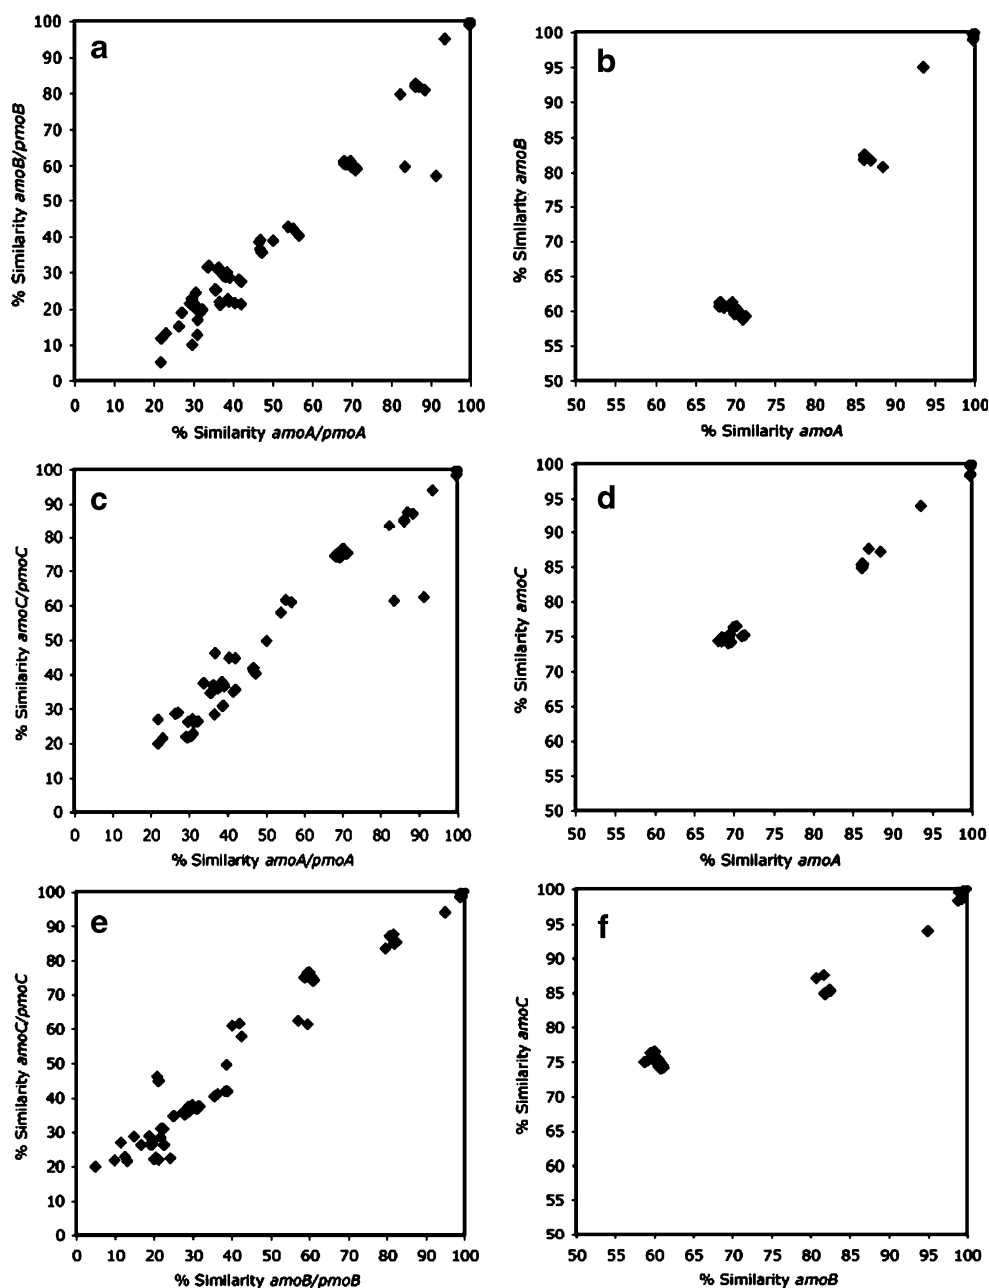 a
100
90
80
70
60
50
40
30
20
10
0
% Similarity amoB/pmoB
0 10 20 30 40 50 60 70 80 90 100
% Similarity amoA/pmoA
b
100
95
90
85
80
75
70
65
60
55
50
% Similarity amoB
50 55 60 65 70 75 80 85 90 95 100
% Similarity amoA
c
100
90
80
70
60
50
40
30
20
10
0
% Similarity amoC/pmoC
0 10 20 30 40 50 60 70 80 90 100
% Similarity amoA/pmoA
d
100
95
90
85
80
75
70
65
60
55
50
% Similarity amoC
50 55 60 65 70 75 80 85 90 95 100
% Similarity amoA
e
100
90
80
70
60
50
40
30
20
10
0
% Similarity amoC/pmoC
0 10 20 30 40 50 60 70 80 90 100
% Similarity amoB/pmoB
f
100
95
90
85
80
75
70
65
60
55
50
% Similarity amoC
50 55 60 65 70 75 80 85 90 95 100
% Similarity amoB